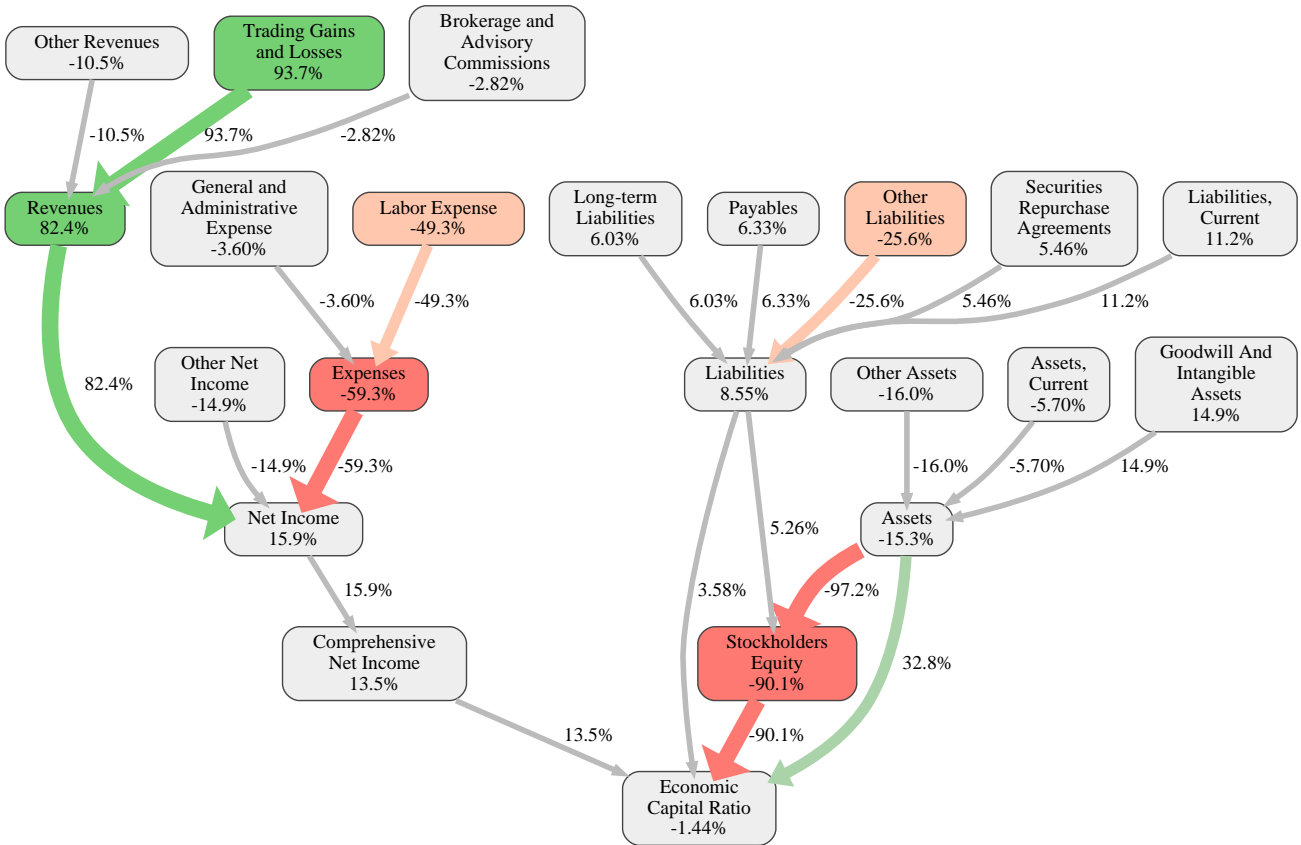 Other Revenues
-10.5%
Trading Gains
and Losses
93.7%
Brokerage and
Advisory
Commissions
-2.82%
-10.5%
93.7%
-2.82%
Revenues
82.4%
General and
Administrative
Expense
-3.60%
Labor Expense
-49.3%
Long-term
Liabilities
6.03%
Payables
6.33%
Other
Liabilities
-25.6%
Securities
Repurchase
Agreements
5.46%
Liabilities,
Current
11.2%
-3.60%
-49.3%
6.03%
6.33%
-25.6%
5.46%
11.2%
82.4%
Other Net
Income
-14.9%
Expenses
-59.3%
Liabilities
8.55%
Other Assets
-16.0%
Assets,
Current
-5.70%
Goodwill And
Intangible
Assets
14.9%
-14.9%
-59.3%
-16.0%
-5.70%
14.9%
Net Income
15.9%
5.26%
Assets
-15.3%
15.9%
3.58%
-97.2%
Comprehensive
Net Income
13.5%
Stockholders
Equity
-90.1%
32.8%
13.5%
-90.1%
Economic
Capital Ratio
-1.44%